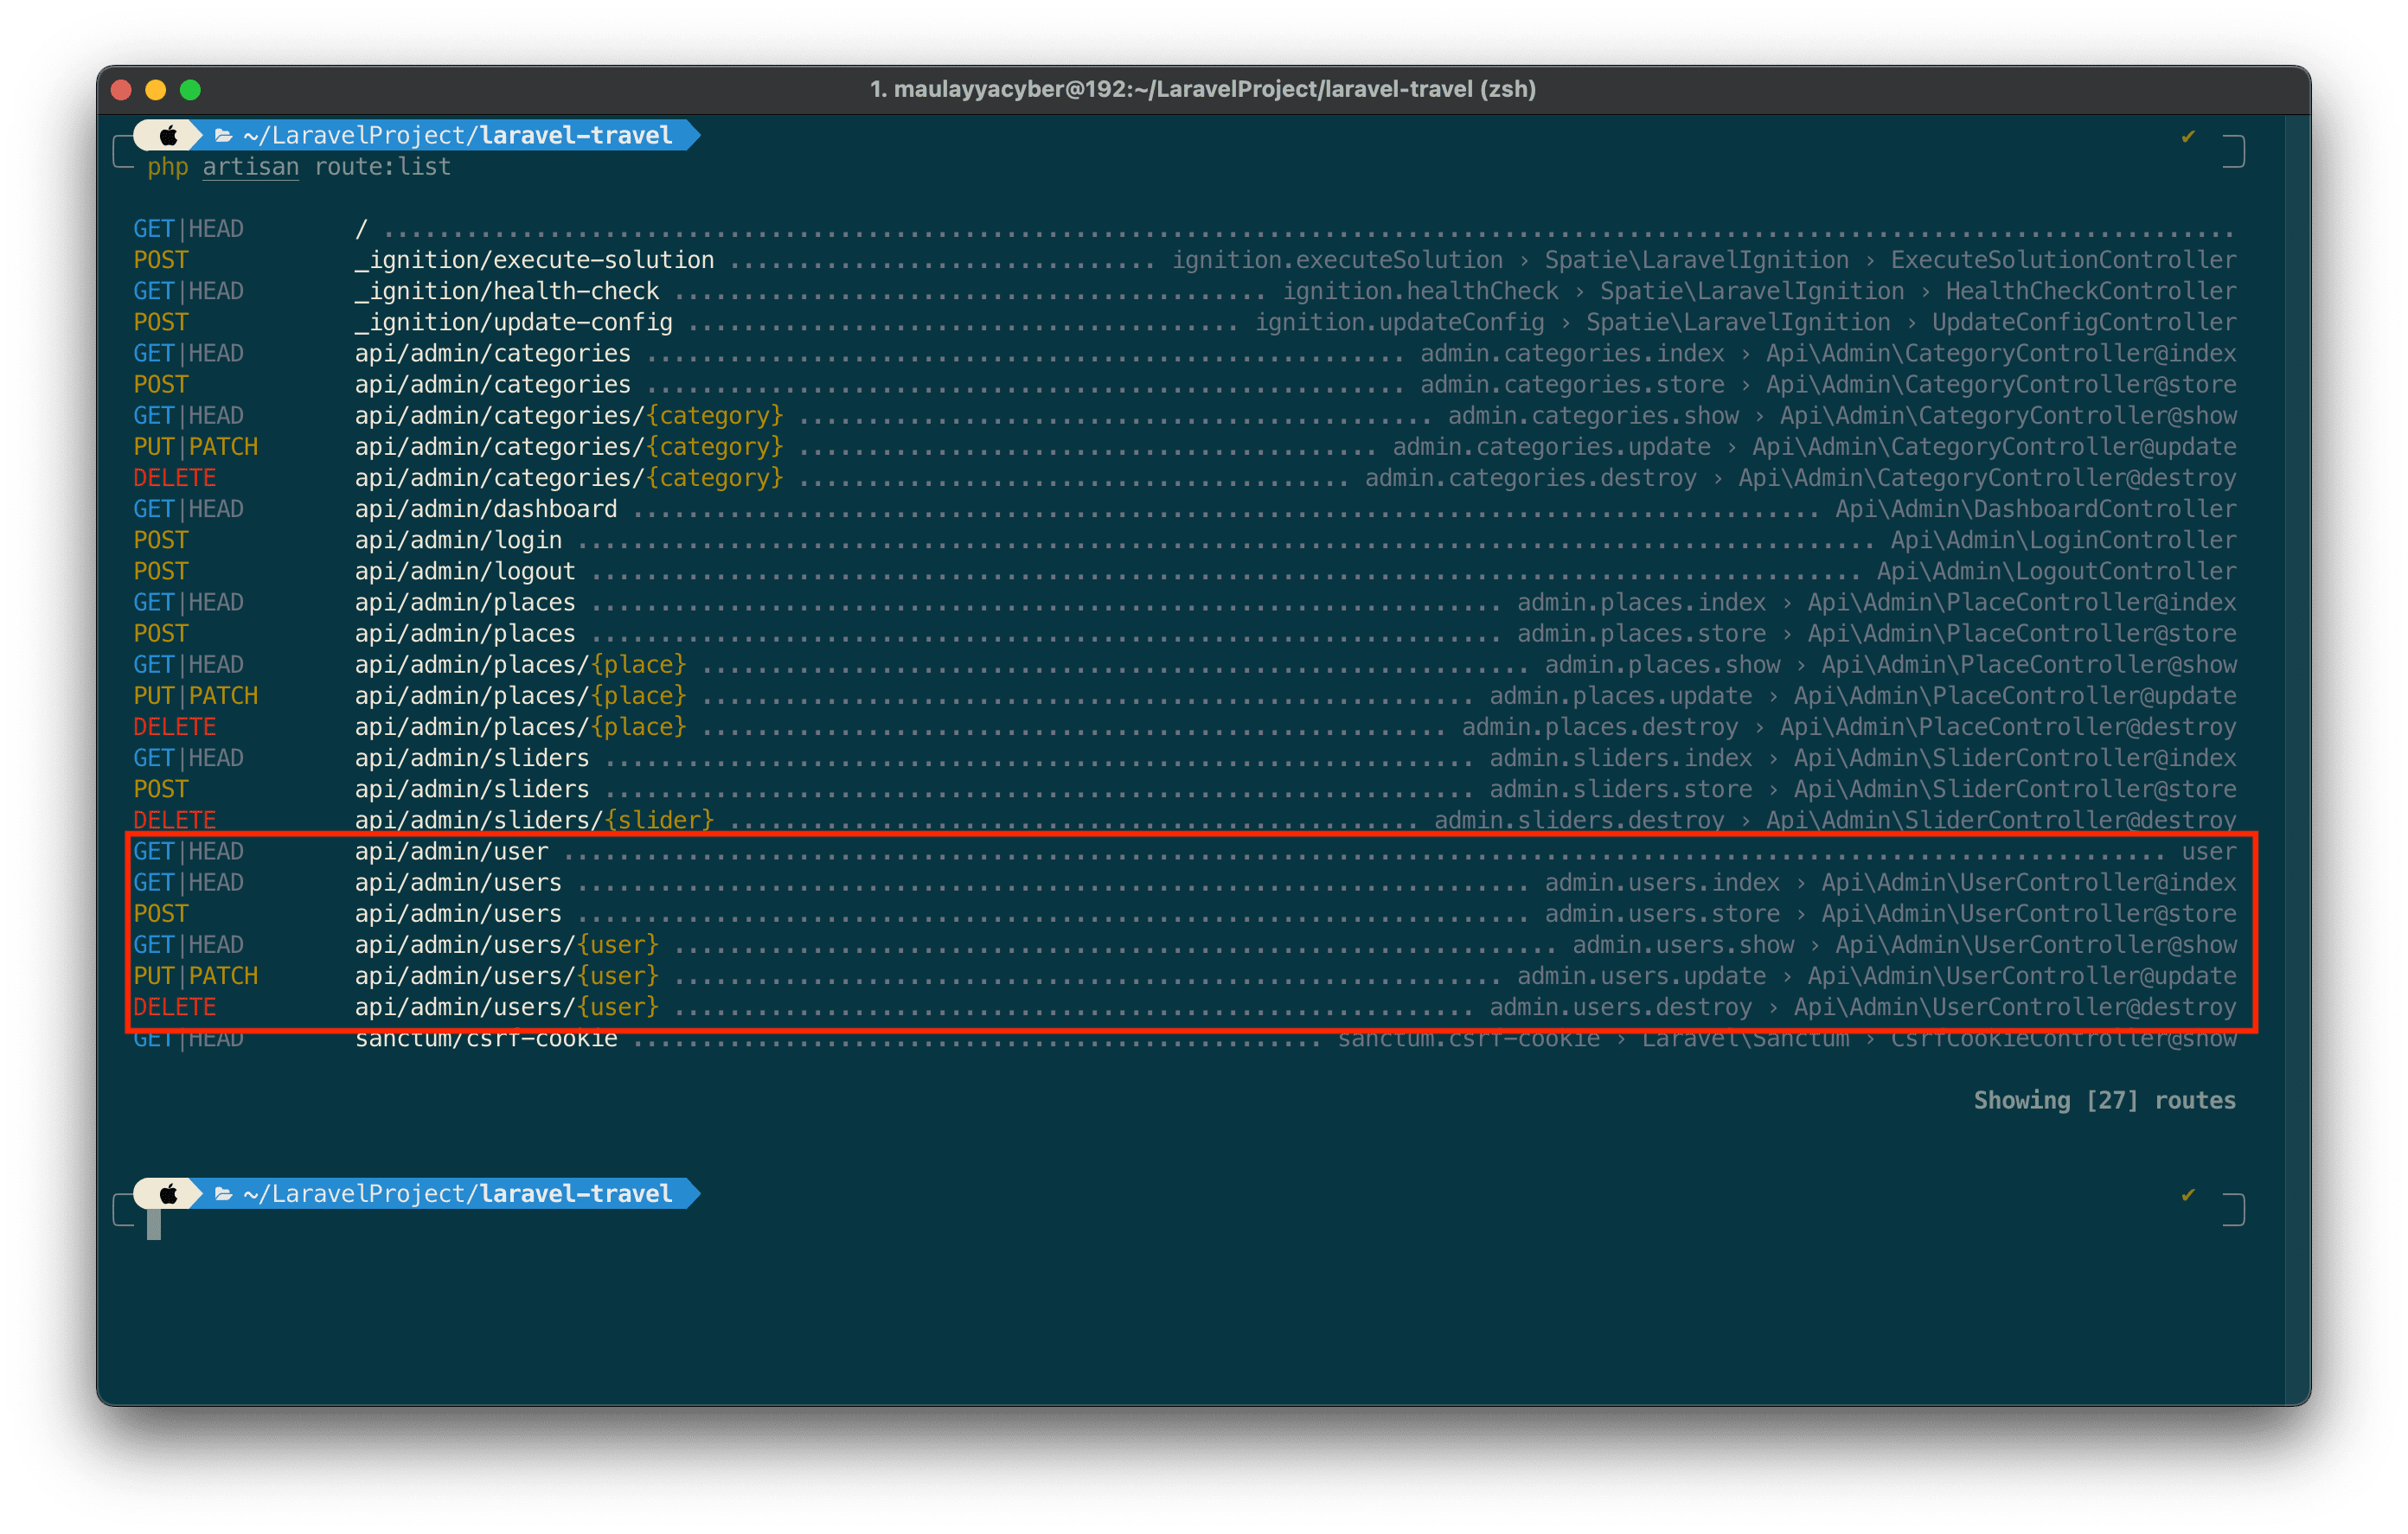 1. maulayyacyber@192:~/LaravelProject/laravel-travel (zsh)
~/LaravelProject/laravel-travel ✔
php artisan route:list
GET|HEAD / ........................................................................
POST _ignition/execute-solution ............................... ignition.executeSolution › Spatie\LaravelIgnition › ExecuteSolutionController
GET|HEAD _ignition/health-check ........................................... ignition.healthCheck › Spatie\LaravelIgnition › HealthCheckController
POST _ignition/update-config ........................................ ignition.updateConfig › Spatie\LaravelIgnition › UpdateConfigController
GET|HEAD api/admin/categories ....................................................... admin.categories.index › Api\Admin\CategoryController@index
POST api/admin/categories ....................................................... admin.categories.store › Api\Admin\CategoryController@store
GET|HEAD api/admin/categories/{category} .............................................. admin.categories.show › Api\Admin\CategoryController@show
PUT|PATCH api/admin/categories/{category} .......................................... admin.categories.update › Api\Admin\CategoryController@update
DELETE api/admin/categories/{category} ........................................ admin.categories.destroy › Api\Admin\CategoryController@destroy
GET|HEAD api/admin/dashboard ...................................................................................... Api\Admin\DashboardController
POST api/admin/login .............................................................................................. Api\Admin\LoginController
POST api/admin/logout ............................................................................................ Api\Admin\LogoutController
GET|HEAD api/admin/places .................................................................. admin.places.index › Api\Admin\PlaceController@index
POST api/admin/places .................................................................. admin.places.store › Api\Admin\PlaceController@store
GET|HEAD api/admin/places/{place} ............................................................ admin.places.show › Api\Admin\PlaceController@show
PUT|PATCH api/admin/places/{place} ........................................................ admin.places.update › Api\Admin\PlaceController@update
DELETE api/admin/places/{place} ...................................................... admin.places.destroy › Api\Admin\PlaceController@destroy
GET|HEAD api/admin/sliders ............................................................... admin.sliders.index › Api\Admin\SliderController@index
POST api/admin/sliders ............................................................... admin.sliders.store › Api\Admin\SliderController@store
DELETE api/admin/sliders/{slider} .................................................. admin.sliders.destroy › Api\Admin\SliderController@destroy
GET|HEAD api/admin/user .................................................................................................................... user
GET|HEAD api/admin/users ..................................................................... admin.users.index › Api\Admin\UserController@index
POST api/admin/users ..................................................................... admin.users.store › Api\Admin\UserController@store
GET|HEAD api/admin/users/{user} ................................................................ admin.users.show › Api\Admin\UserController@show
PUT|PATCH api/admin/users/{user} ............................................................ admin.users.update › Api\Admin\UserController@update
DELETE api/admin/users/{user} .......................................................... admin.users.destroy › Api\Admin\UserController@destroy
GET|HEAD sanctum/csrf-cookie .................................................. sanctum.csrf-cookie › Laravel\Sanctum › CsrfCookieController@show
Showing [27] routes
~/LaravelProject/laravel-travel ✔